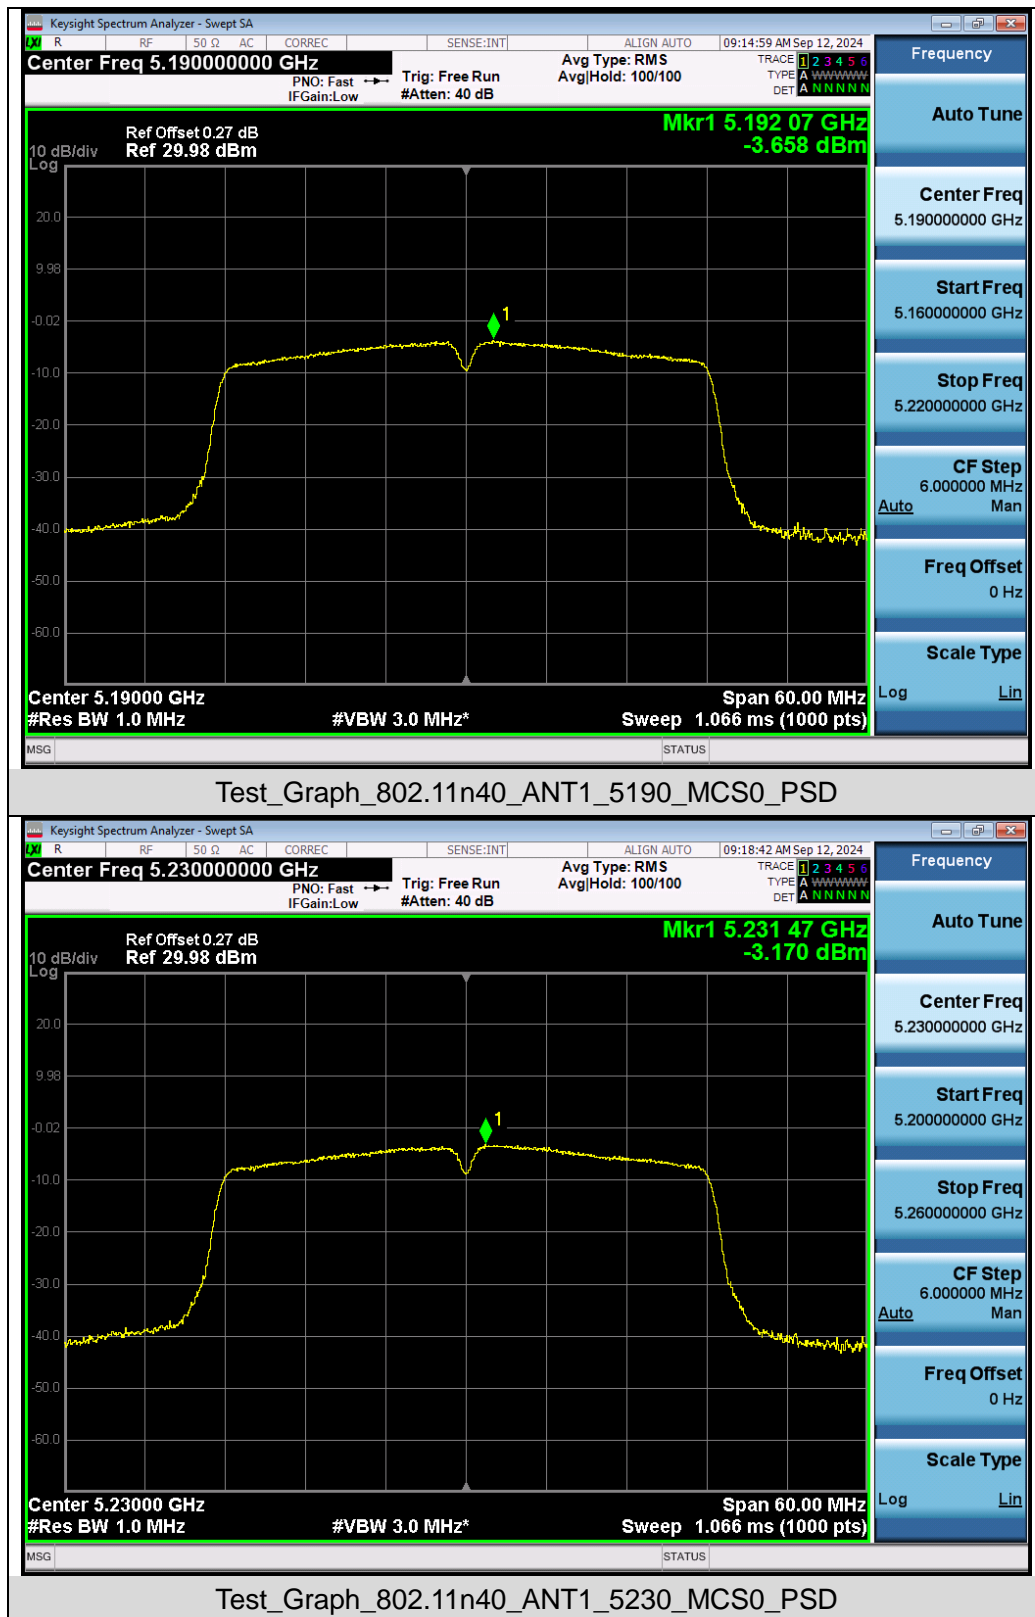 Keysight Spectrum Analyzer - Swept SA
LXI R RF 50 Ω AC CORREC SENSE:INT ALIGN AUTO 09:14:59 AM Sep 12, 2024
Center Freq 5.190000000 GHz
PNO: Fast
IFGain:Low
Trig: Free Run
#Atten: 40 dB
Avg Type: RMS
Avg|Hold: 100/100
TRACE 1 2 3 4 5 6
TYPE A WWWWW
DET A N N N N N
Ref Offset 0.27 dB
Ref 29.98 dBm
10 dB/div
Log
Mkr1 5.192 07 GHz
-3.658 dBm
20.0
9.98
-0.02
-10.0
-20.0
-30.0
-40.0
-50.0
-60.0
1
Center 5.19000 GHz
Span 60.00 MHz
#Res BW 1.0 MHz
#VBW 3.0 MHz*
Sweep 1.066 ms (1000 pts)
MSG
STATUS
Frequency
Auto Tune
Center Freq
5.190000000 GHz
Start Freq
5.160000000 GHz
Stop Freq
5.220000000 GHz
CF Step
6.000000 MHz
Auto Man
Freq Offset
0 Hz
Scale Type
Log Lin
Test_Graph_802.11n40_ANT1_5190_MCS0_PSD
Keysight Spectrum Analyzer - Swept SA
LXI R RF 50 Ω AC CORREC SENSE:INT ALIGN AUTO 09:18:42 AM Sep 12, 2024
Center Freq 5.230000000 GHz
PNO: Fast
IFGain:Low
Trig: Free Run
#Atten: 40 dB
Avg Type: RMS
Avg|Hold: 100/100
TRACE 1 2 3 4 5 6
TYPE A WWWWW
DET A N N N N N
Ref Offset 0.27 dB
Ref 29.98 dBm
10 dB/div
Log
Mkr1 5.231 47 GHz
-3.170 dBm
20.0
9.98
-0.02
-10.0
-20.0
-30.0
-40.0
-50.0
-60.0
1
Center 5.23000 GHz
Span 60.00 MHz
#Res BW 1.0 MHz
#VBW 3.0 MHz*
Sweep 1.066 ms (1000 pts)
MSG
STATUS
Frequency
Auto Tune
Center Freq
5.230000000 GHz
Start Freq
5.200000000 GHz
Stop Freq
5.260000000 GHz
CF Step
6.000000 MHz
Auto Man
Freq Offset
0 Hz
Scale Type
Log Lin
Test_Graph_802.11n40_ANT1_5230_MCS0_PSD